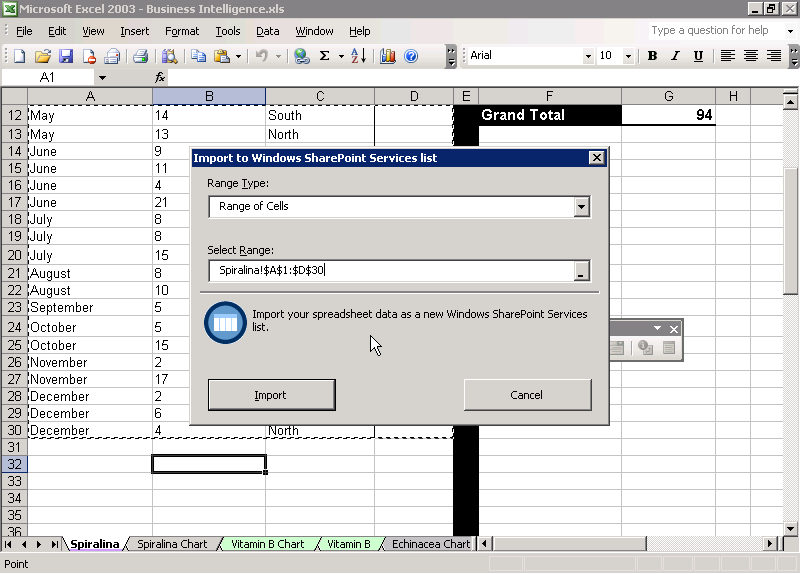 Microsoft Excel 2003 - Business Intelligence.xls
File Edit View Insert Format Tools Data Window Help Type a question for help
Arial 10 B I U
A1 fx
A B C D E F G H
12 May 14 South Grand Total 94
13 May 13 North
14 June 9
15 June 11
16 June 4
17 June 21
18 July 8
19 July 8
20 July 15
21 August 8
22 August 10
23 September 5
24 October 5
25 October 15
26 November 2
27 November 17
28 December 2
29 December 6
30 December 4 North
31
32
33
34
35
36
Import to Windows SharePoint Services list
Range Type:
Range of Cells
Select Range:
Spiralina!$A$1:$D$30
Import your spreadsheet data as a new Windows SharePoint Services
list.
Import Cancel
Spiralina Spiralina Chart Vitamin B Chart Vitamin B Echinacea Chart
Point